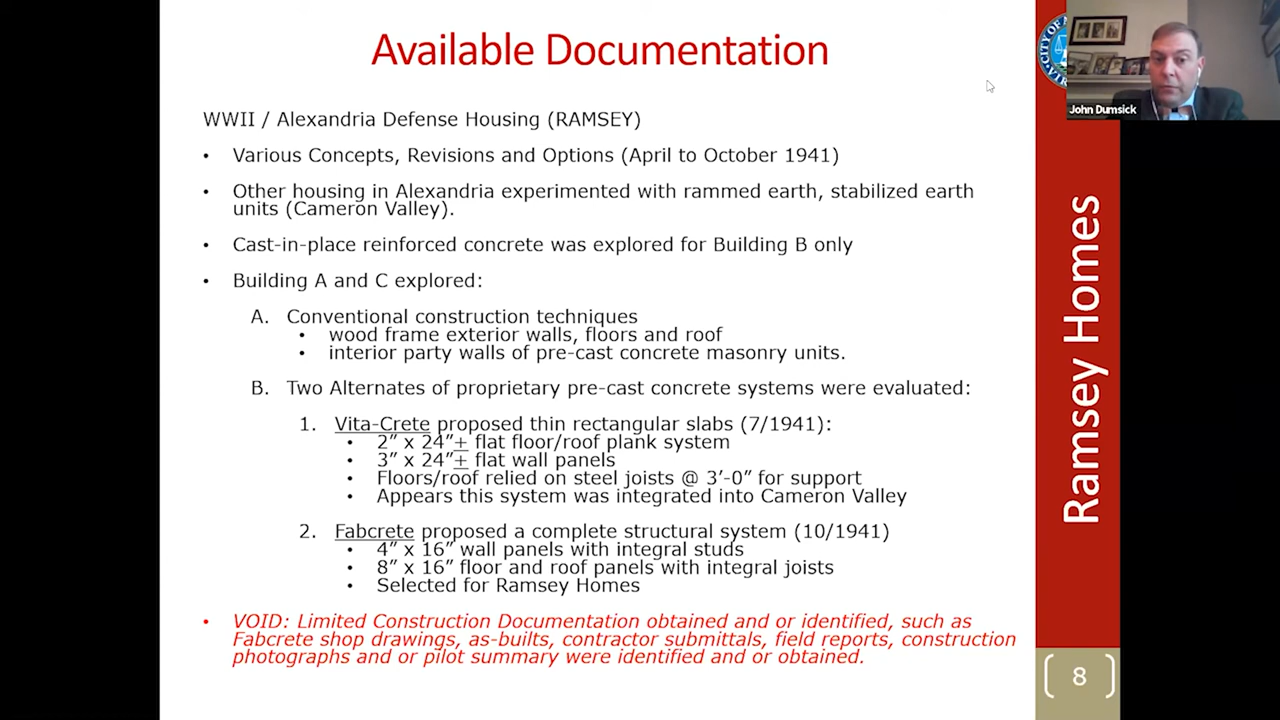 Available Documentation
WWII / Alexandria Defense Housing (RAMSEY)
• Various Concepts, Revisions and Options (April to October 1941)
• Other housing in Alexandria experimented with rammed earth, stabilized earth
units (Cameron Valley).
• Cast-in-place reinforced concrete was explored for Building B only
• Building A and C explored:
A. Conventional construction techniques
• wood frame exterior walls, floors and roof
• interior party walls of pre-cast concrete masonry units.
B. Two Alternates of proprietary pre-cast concrete systems were evaluated:
1. Vita-Crete proposed thin rectangular slabs (7/1941):
• 2” x 24”+ flat floor/roof plank system
• 3” x 24”+ flat wall panels
• Floors/roof relied on steel joists @ 3’-0” for support
• Appears this system was integrated into Cameron Valley
2. Fabcrete proposed a complete structural system (10/1941)
• 4” x 16” wall panels with integral studs
• 8” x 16” floor and roof panels with integral joists
• Selected for Ramsey Homes
• VOID: Limited Construction Documentation obtained and or identified, such as
Fabcrete shop drawings, as-builts, contractor submittals, field reports, construction
photographs and or pilot summary were identified and or obtained.
CITY OF
John Dumsick
Ramsey Homes
8